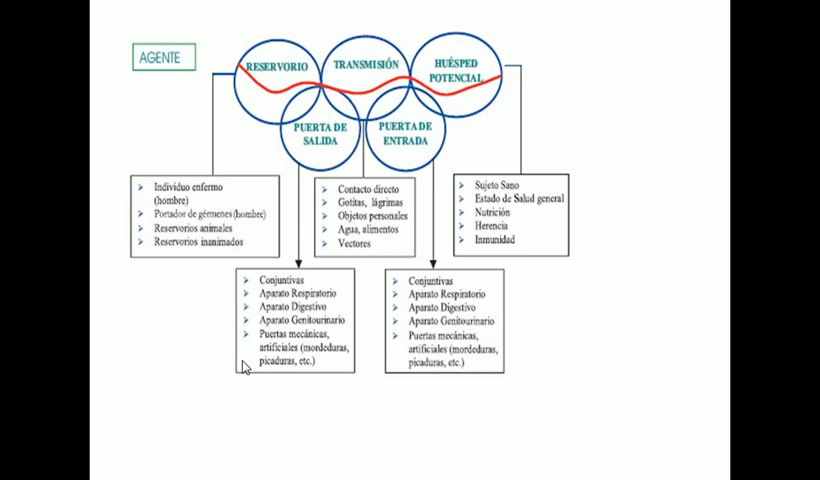 AGENTE
RESERVORIO
TRANSMISIÓN
HUÉSPED
POTENCIAL
PUERTA DE
SALIDA
PUERTA DE
ENTRADA
Individuo enfermo
(hombre)
Portador de gérmenes (hombre)
Reservorios animales
Reservorios inanimados
Contacto directo
Gotitas, lágrimas
Objetos personales
Agua, alimentos
Vectores
Sujeto Sano
Estado de Salud general
Nutrición
Herencia
Inmunidad
Conjuntivas
Aparato Respiratorio
Aparato Digestivo
Aparato Genitourinario
Puertas mecánicas,
artificiales (mordeduras,
picaduras, etc.)
Conjuntivas
Aparato Respiratorio
Aparato Digestivo
Aparato Genitourinario
Puertas mecánicas,
artificiales (mordeduras,
picaduras, etc.)